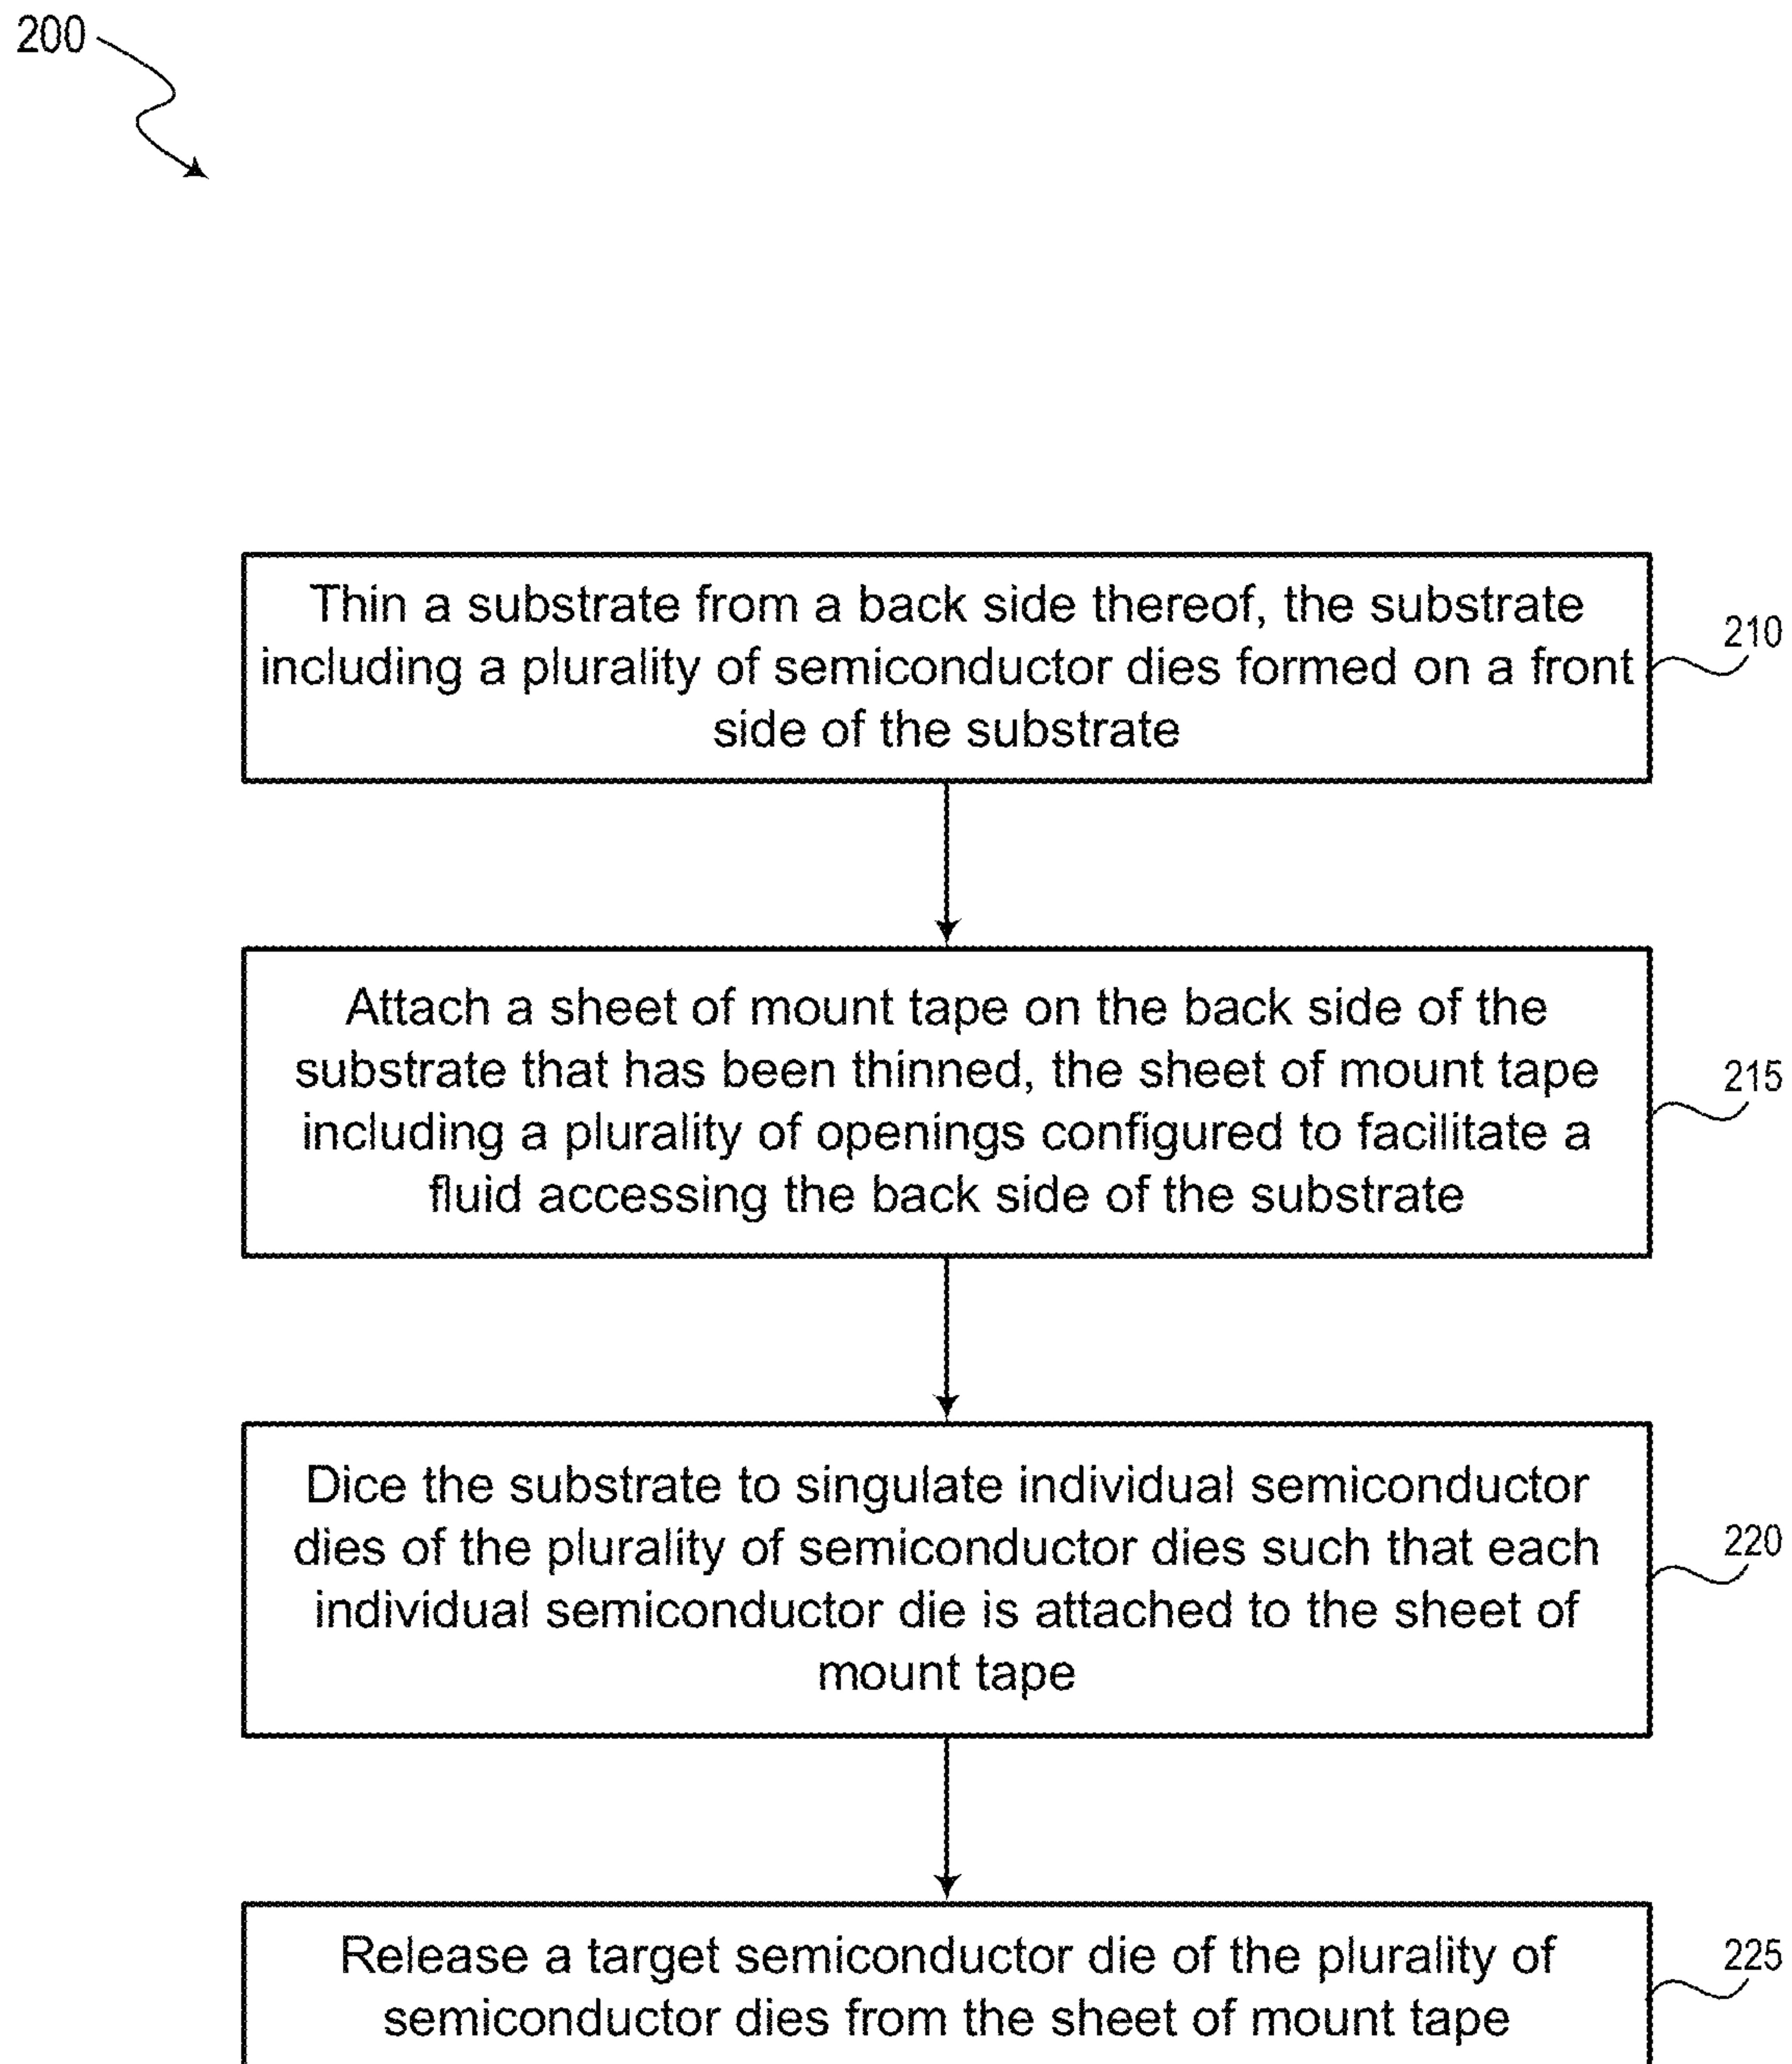 200
Thin a substrate from a back side thereof, the substrate
including a plurality of semiconductor dies formed on a front
side of the substrate
210
Attach a sheet of mount tape on the back side of the
substrate that has been thinned, the sheet of mount tape
including a plurality of openings configured to facilitate a
fluid accessing the back side of the substrate
215
Dice the substrate to singulate individual semiconductor
dies of the plurality of semiconductor dies such that each
individual semiconductor die is attached to the sheet of
mount tape
220
Release a target semiconductor die of the plurality of
semiconductor dies from the sheet of mount tape
225